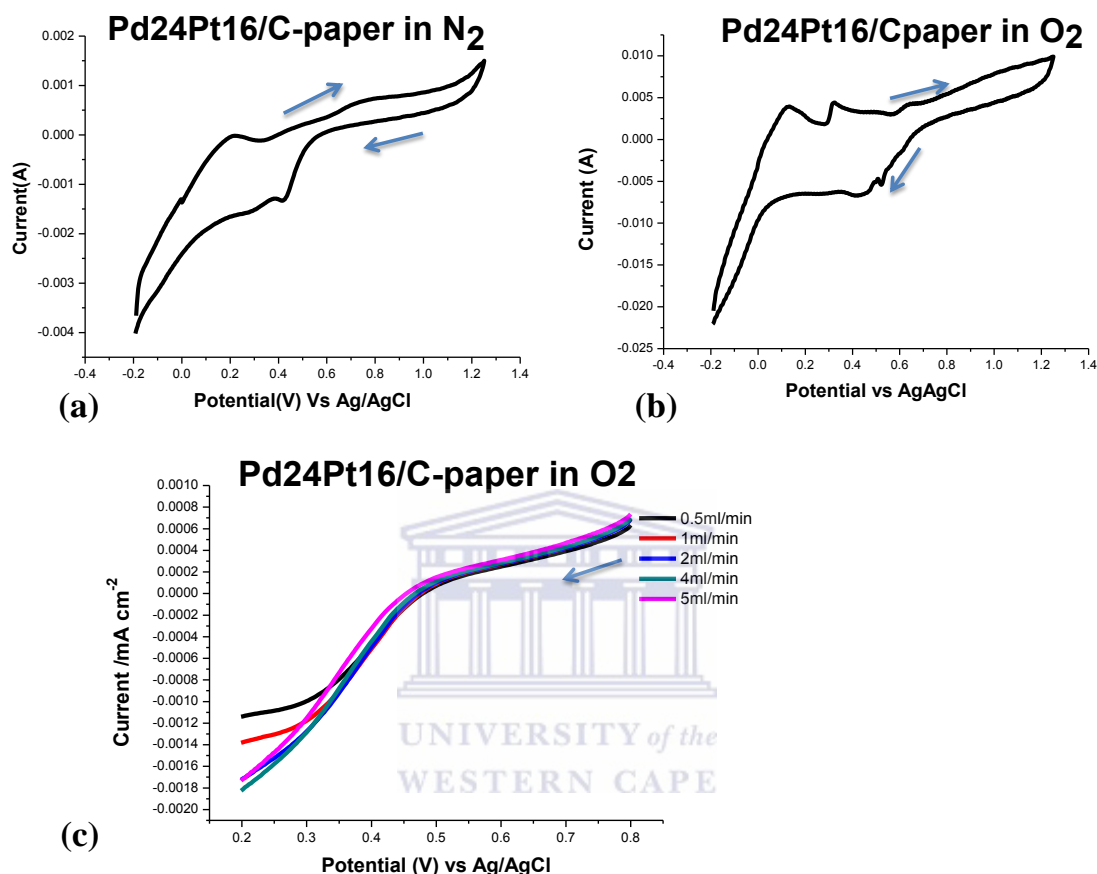 Pd24Pt16/C-paper in N2
0.002
0.001
0.000
-0.001
-0.002
-0.003
-0.004
Current(A)
-0.4 -0.2 0.0 0.2 0.4 0.6 0.8 1.0 1.2 1.4
Potential(V) Vs Ag/AgCl
(a)
Pd24Pt16/Cpaper in O2
0.010
0.005
0.000
-0.005
-0.010
-0.015
-0.020
-0.025
Current (A)
-0.4 -0.2 0.0 0.2 0.4 0.6 0.8 1.0 1.2 1.4
Potential vs AgAgCl
(b)
Pd24Pt16/C-paper in O2
0.0010
0.0008
0.0006
0.0004
0.0002
0.0000
-0.0002
-0.0004
-0.0006
-0.0008
-0.0010
-0.0012
-0.0014
-0.0016
-0.0018
-0.0020
Current /mA cm-2
0.5ml/min
1ml/min
2ml/min
4ml/min
5ml/min
UNIVERSITY of the
WESTERN CAPE
0.2 0.3 0.4 0.5 0.6 0.7 0.8
Potential (V) vs Ag/AgCl
(c)